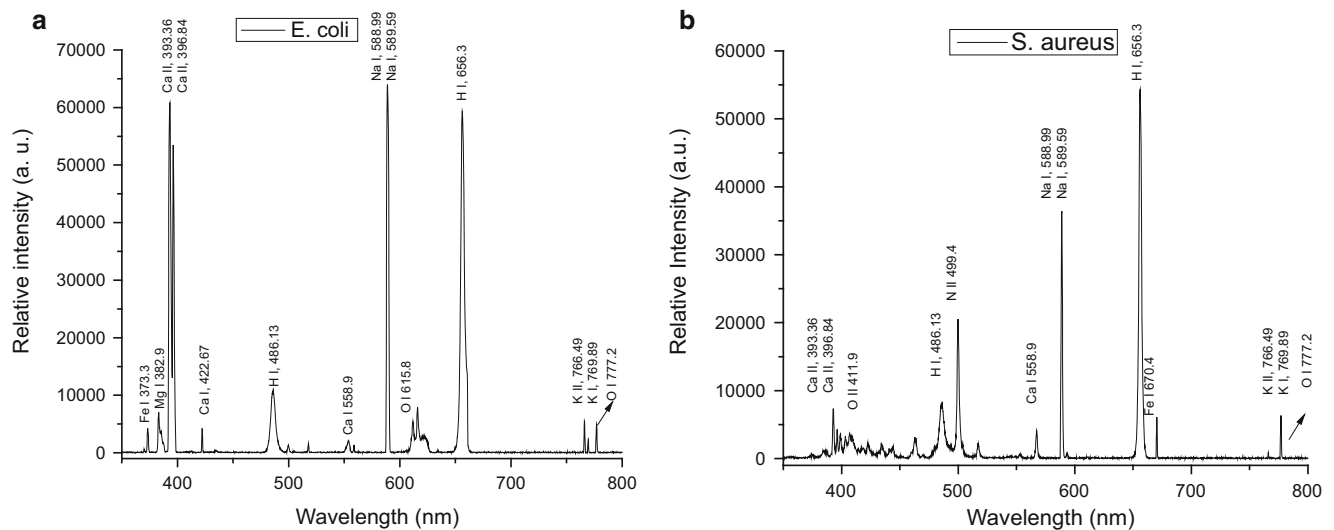 a
E. coli
Relative intensity (a. u.)
70000
60000
50000
40000
30000
20000
10000
0
Fe I 373.3
Mg I 382.9
Ca II, 393.36
Ca II, 396.84
Ca I, 422.67
H I, 486.13
Ca I 558.9
Na I, 588.99
Na I, 589.59
O I 615.8
H I, 656.3
K II, 766.49
K I, 769.89
O I 777.2
400
500
600
700
800
Wavelength (nm)
b
S. aureus
Relative Intensity (a.u.)
60000
50000
40000
30000
20000
10000
0
Ca II, 393.36
Ca II, 396.84
O II 411.9
H I, 486.13
N II 499.4
Ca I 558.9
Na I, 588.99
Na I, 589.59
H I, 656.3
Fe I 670.4
K II, 766.49
K I, 769.89
O I 777.2
400
500
600
700
800
Wavelength (nm)